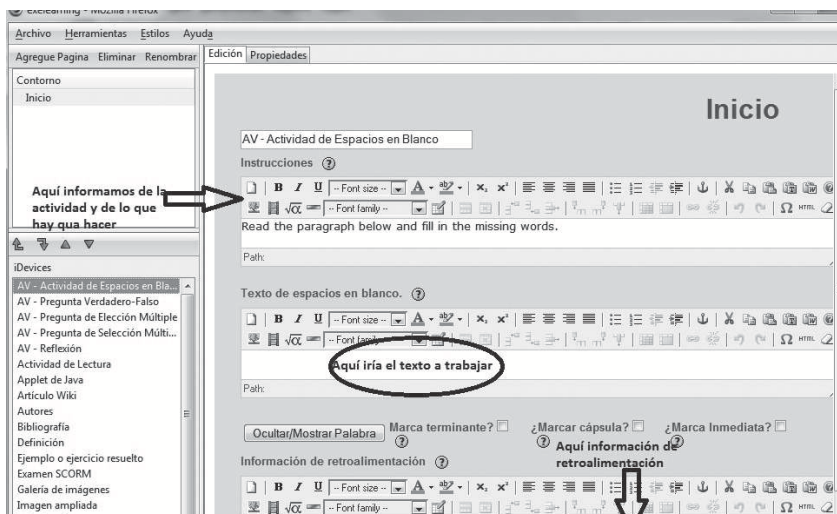 exelearning - Mozilla Firefox
Archivo Herramientas Estilos Ayuda
Agregue Pagina Eliminar Renombrar
Contorno
Inicio
Aquí informamos de la
actividad y de lo que
hay qua hacer
iDevices
AV - Actividad de Espacios en Bla...
AV - Pregunta Verdadero-Falso
AV - Pregunta de Elección Múltiple
AV - Pregunta de Selección Múlti...
AV - Reflexión
Actividad de Lectura
Applet de Java
Artículo Wiki
Autores
Bibliografía
Definición
Ejemplo o ejercicio resuelto
Examen SCORM
Galería de imágenes
Imagen ampliada
Edición Propiedades
Inicio
AV - Actividad de Espacios en Blanco
Instrucciones
B I U -- Font size -- A
-- Font family -- HTML
Read the paragraph below and fill in the missing words.
Path:
Texto de espacios en blanco.
B I U -- Font size -- A
-- Font family -- HTML
Aquí iría el texto a trabajar
Path:
Ocultar/Mostrar Palabra Marca terminante? ¿Marcar cápsula? ¿Marca Inmediata?
Aquí información de
retroalimentación
Información de retroalimentación
B I U -- Font size -- A
-- Font family -- HTML